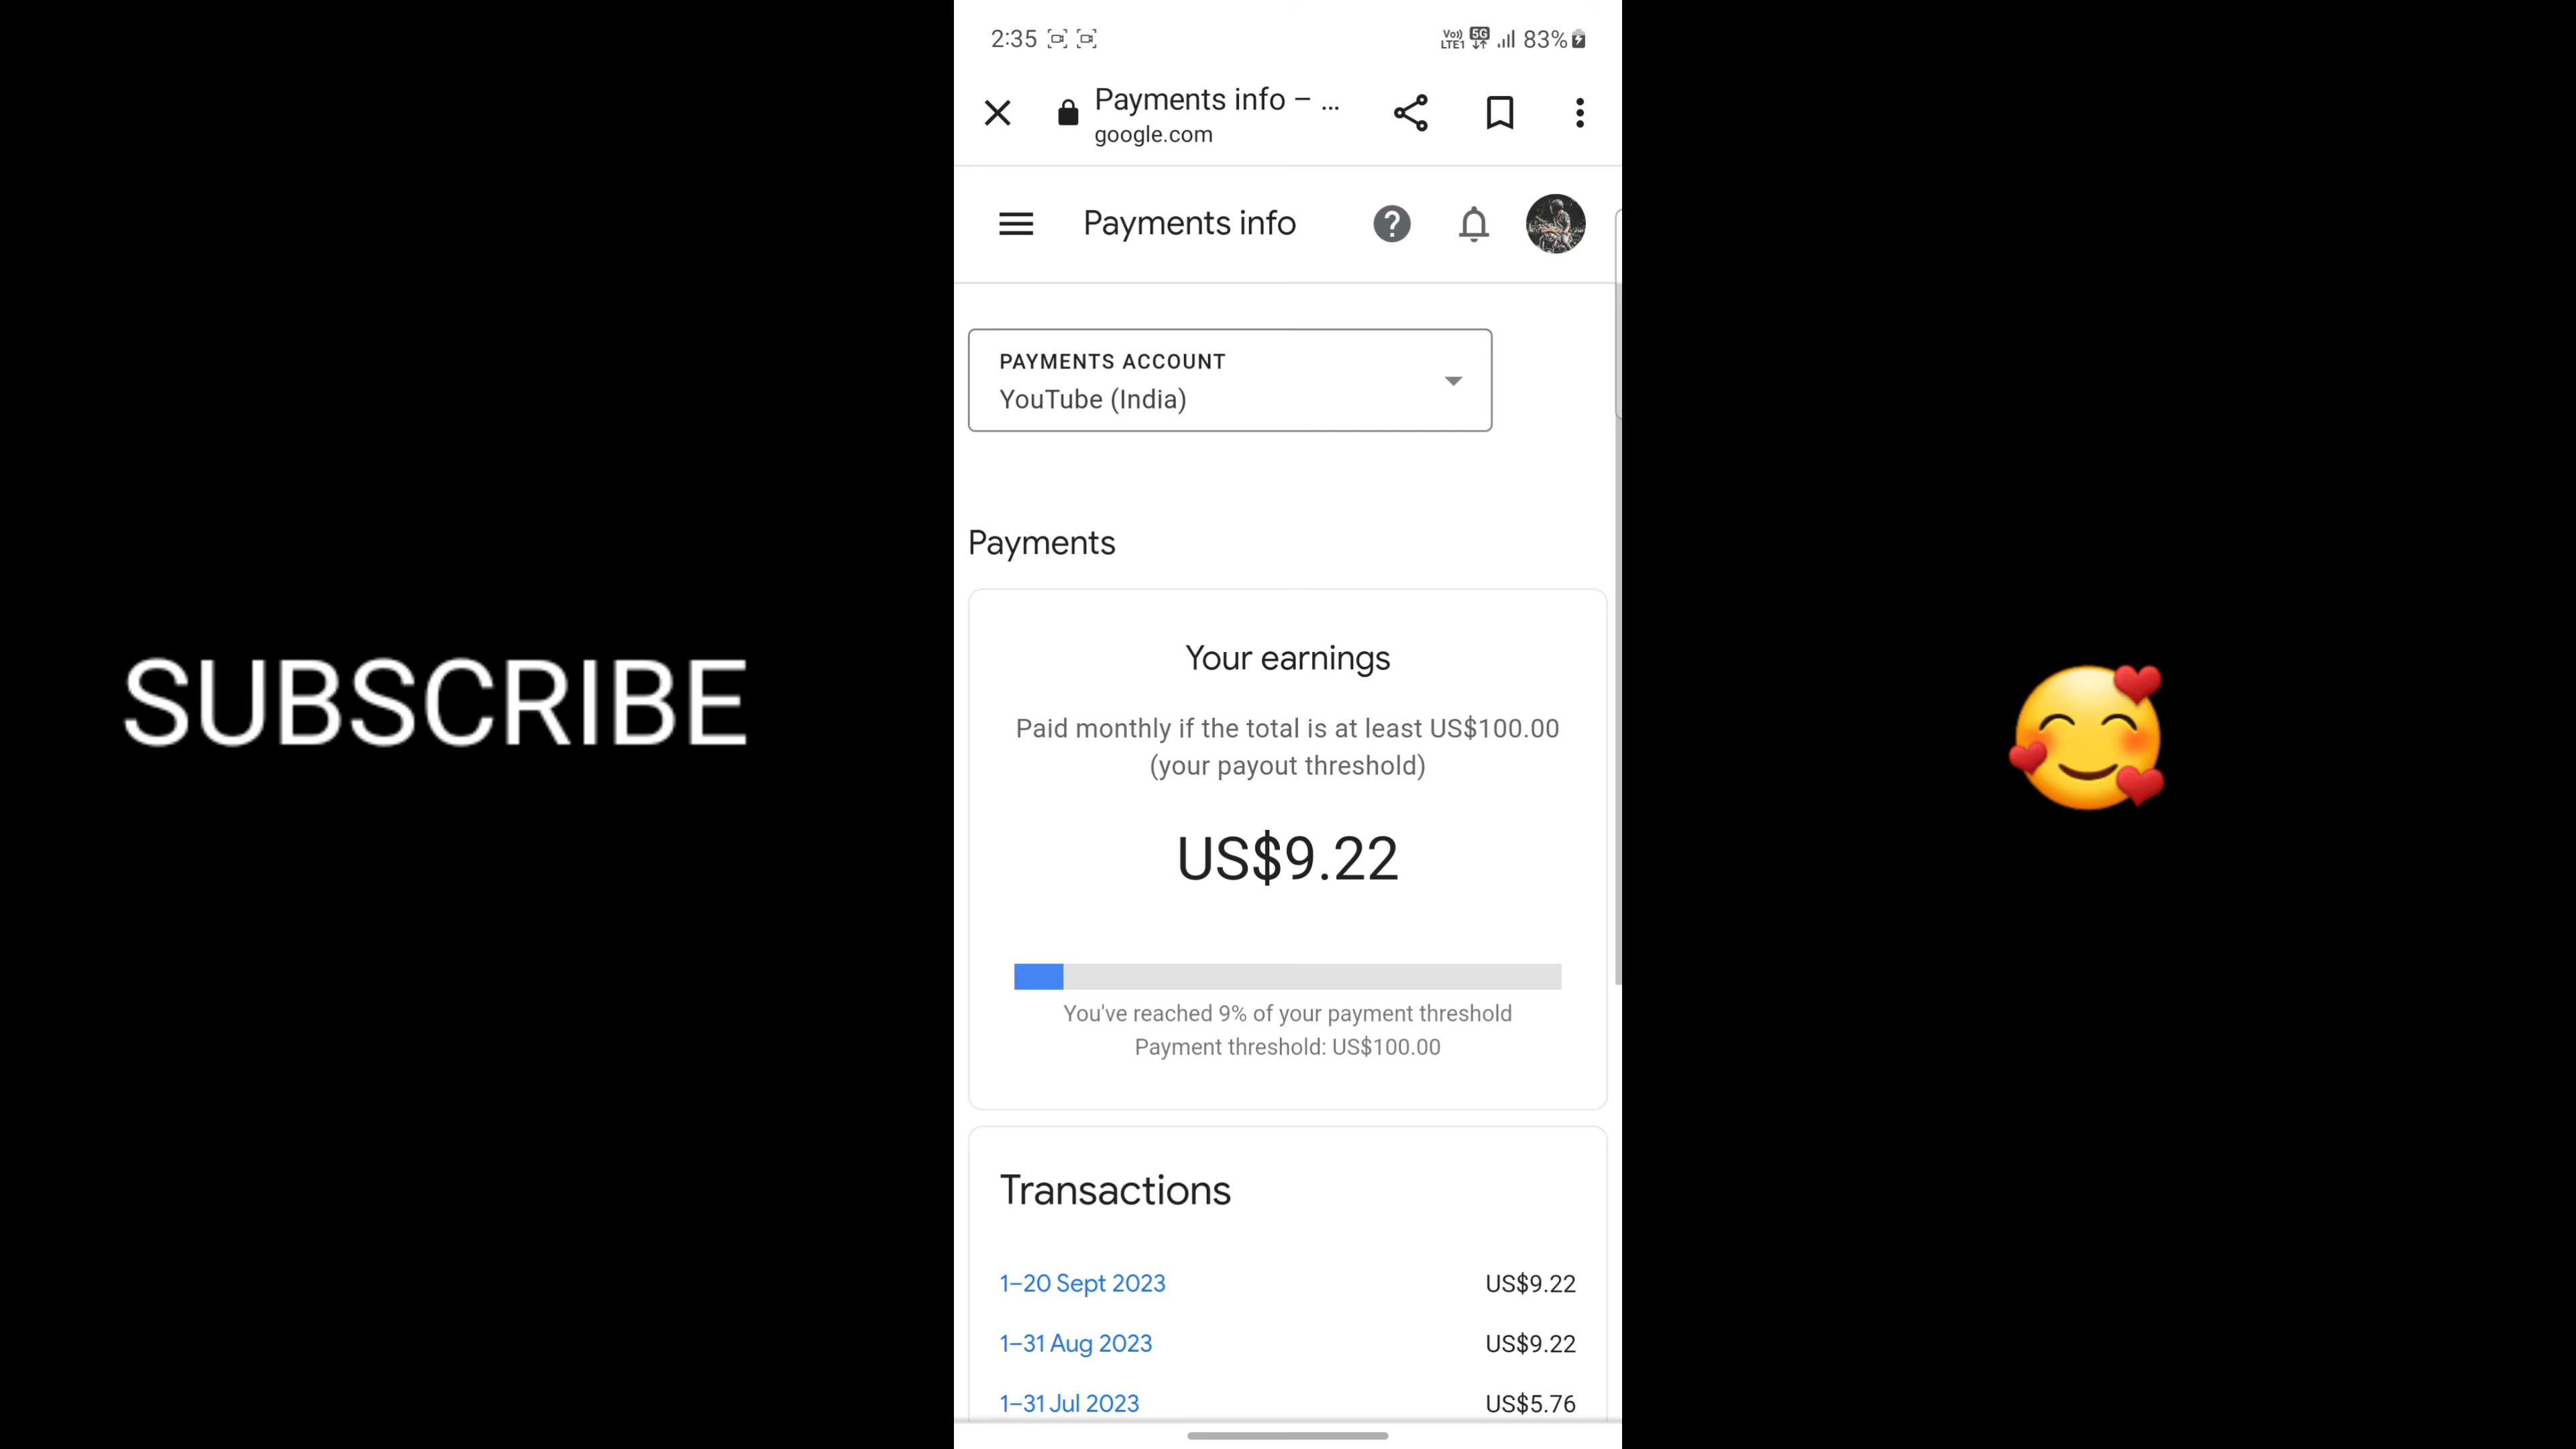 2:35
Vo))
LTE1
5G
83%
Payments info – ...
google.com
Payments info
PAYMENTS ACCOUNT
YouTube (India)
Payments
Your earnings
Paid monthly if the total is at least US$100.00
(your payout threshold)
US$9.22
You've reached 9% of your payment threshold
Payment threshold: US$100.00
Transactions
1–20 Sept 2023 US$9.22
1–31 Aug 2023 US$9.22
1–31 Jul 2023 US$5.76
SUBSCRIBE